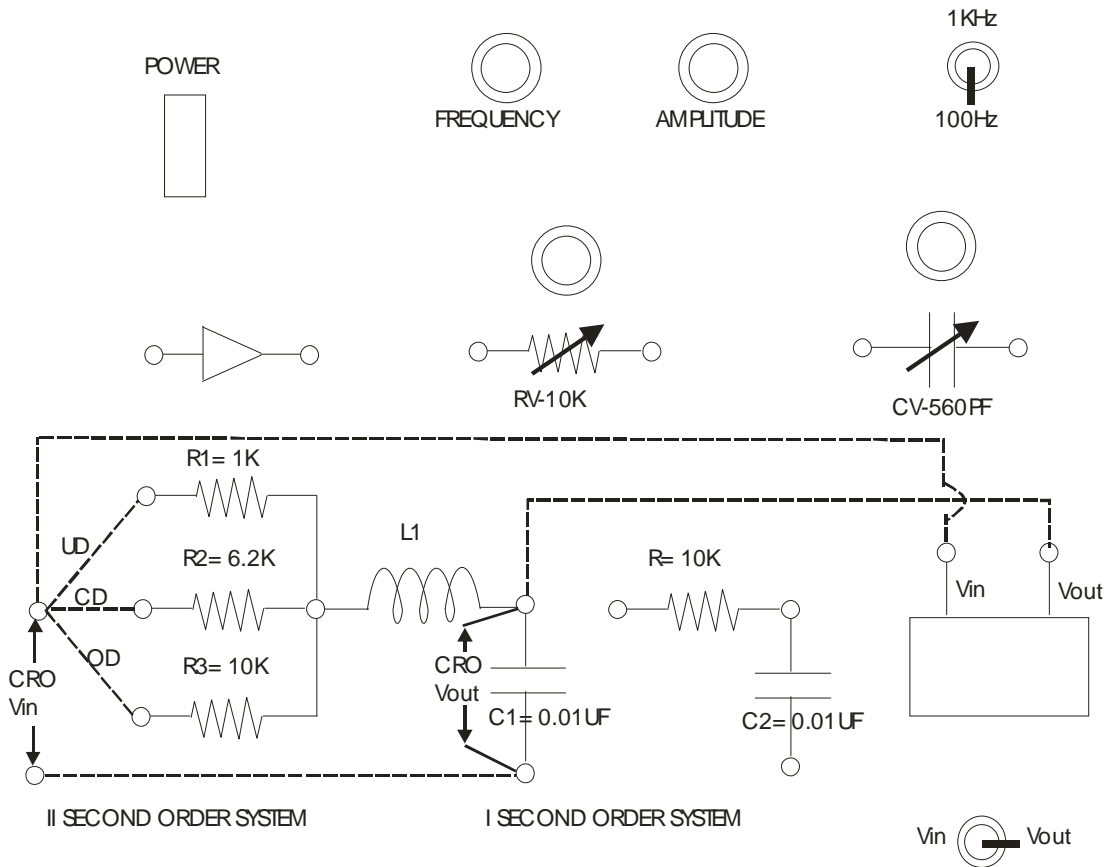 1KHz
POWER
FREQUENCY
AMPLITUDE
100Hz
RV-10K
CV-560PF
R1= 1K
UD
R2= 6.2K
L1
R= 10K
CD
Vin
Vout
OD
R3= 10K
CRO
Vin
CRO
Vout
C1= 0.01UF
C2= 0.01UF
II SECOND ORDER SYSTEM
I SECOND ORDER SYSTEM
Vin
Vout